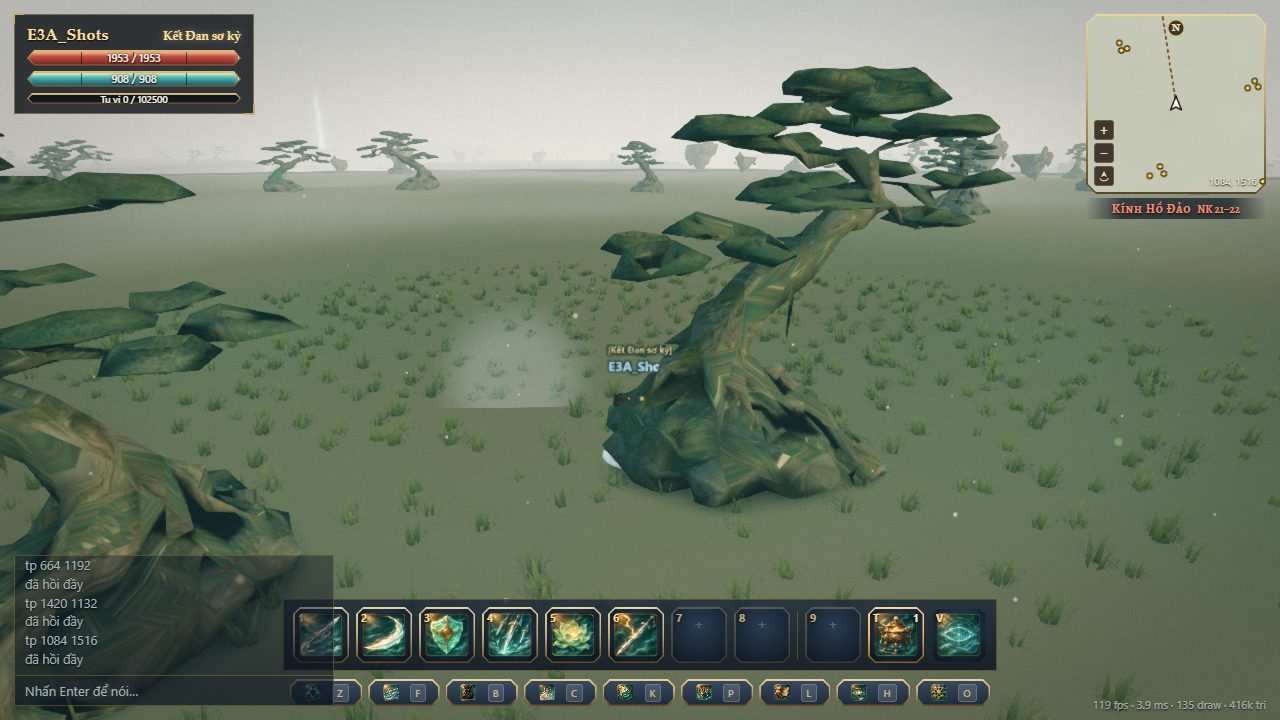 E3A_Shots Kết Đan sơ kỳ
1953 / 1953
908 / 908
Tu vi 0 / 102500
N
+
−
1084, 1516
Kính Hồ Đảo NK 21–22
[Kết Đan sơ kỳ]
E3A_Sho
tp 664 1192
đã hồi đầy
tp 1420 1132
đã hồi đầy
tp 1084 1516
đã hồi đầy
Nhấn Enter để nói...
1 2 3 4 5 6 7 8 9 T 1 V
+ + +
Z F B C K P L H O
119 fps · 3.9 ms · 135 draw · 416k tri